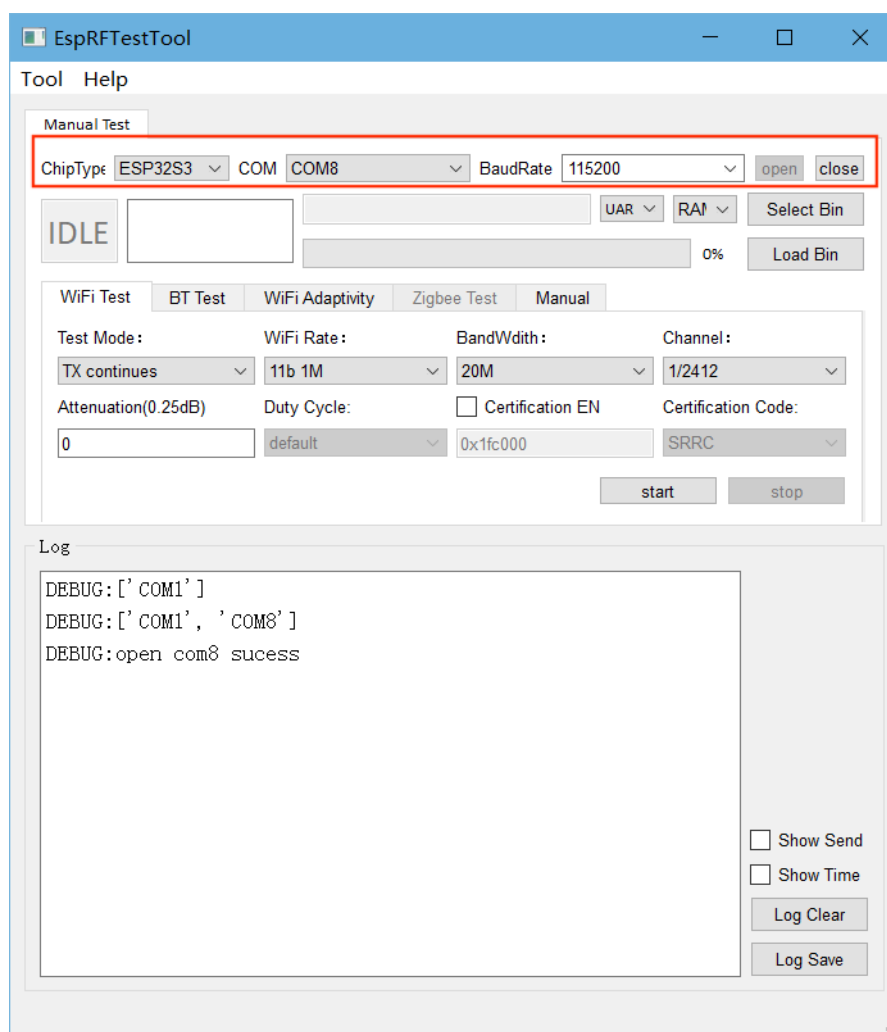 EspRFTestTool
Tool Help
Manual Test
ChipType ESP32S3 COM COM8 BaudRate 115200 open close
IDLE UAR RAM Select Bin
0% Load Bin
WiFi Test BT Test WiFi Adaptivity Zigbee Test Manual
Test Mode: WiFi Rate: BandWdith: Channel:
TX continues 11b 1M 20M 1/2412
Attenuation(0.25dB) Duty Cycle: Certification EN Certification Code:
0 default 0x1fc000 SRRC
start stop
Log
DEBUG:['COM1']
DEBUG:['COM1', 'COM8']
DEBUG:open com8 sucess
Show Send
Show Time
Log Clear
Log Save